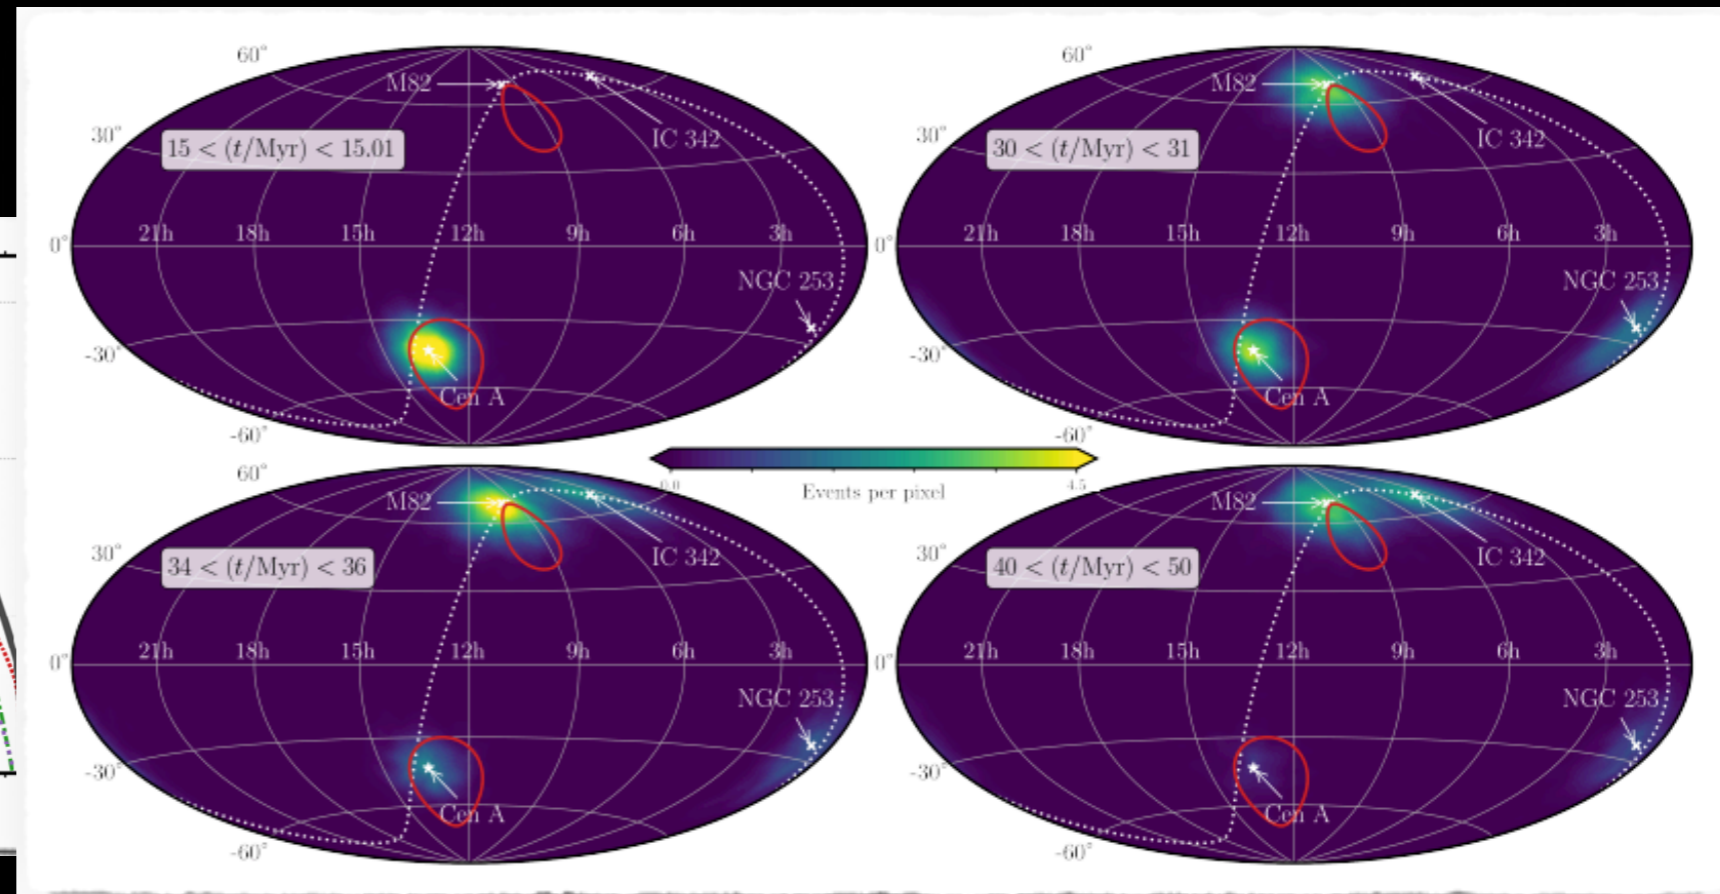 60°
M82
IC 342
30°
15 < (t/Myr) < 15.01
0°
21h 18h 15h 12h 9h 6h 3h
NGC 253
-30°
Cen A
-60°
60°
M82
IC 342
30°
30 < (t/Myr) < 31
0°
21h 18h 15h 12h 9h 6h 3h
NGC 253
-30°
Cen A
-60°
0.0 4.5
Events per pixel
60°
M82
IC 342
30°
34 < (t/Myr) < 36
0°
21h 18h 15h 12h 9h 6h 3h
NGC 253
-30°
Cen A
-60°
M82
IC 342
30°
40 < (t/Myr) < 50
0°
21h 18h 15h 12h 9h 6h 3h
NGC 253
-30°
Cen A
-60°